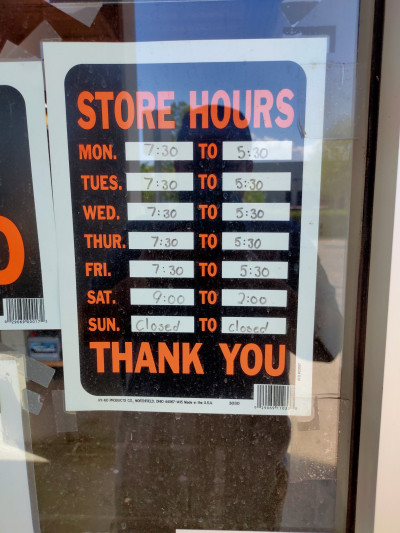 STORE HOURS
MON. 7:30 TO 5:30
TUES. 7:30 TO 5:30
WED. 7:30 TO 5:30
THUR. 7:30 TO 5:30
FRI. 7:30 TO 5:30
SAT. 9:00 TO 2:00
SUN. Closed TO closed
THANK YOU